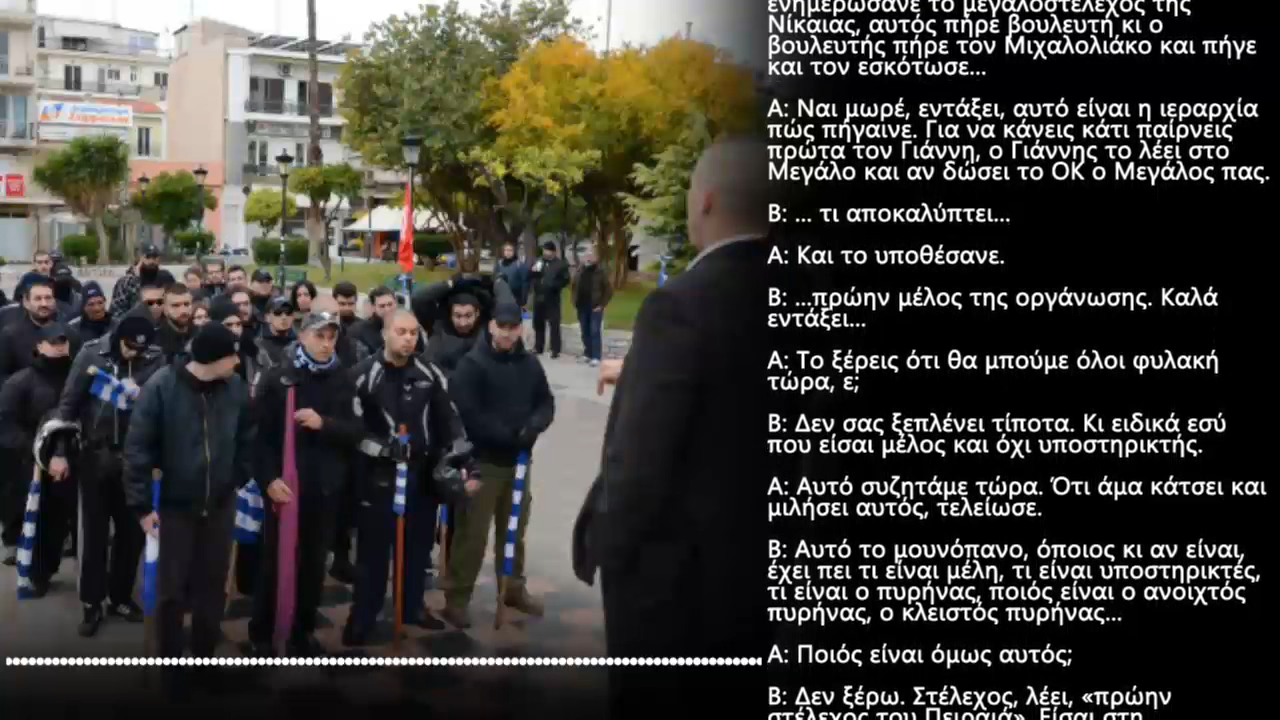 ενημερώσανε το μεγαλοστέλεχος της
Νίκαιας, αυτός πήρε βουλευτή κι ο
βουλευτής πήρε τον Μιχαλολιάκο και πήγε
και τον εσκότωσε...
Α: Ναι μωρέ, εντάξει, αυτό είναι η ιεραρχία
πώς πήγαινε. Για να κάνεις κάτι παίρνεις
πρώτα τον Γιάννη, ο Γιάννης το λέει στο
Μεγάλο και αν δώσει το ΟΚ ο Μεγάλος πας.
Β: ... τι αποκαλύπτει...
Α: Και το υποθέσανε.
Β: ...πρώην μέλος της οργάνωσης. Καλά
εντάξει...
Α: Το ξέρεις ότι θα μπούμε όλοι φυλακή
τώρα, ε;
Β: Δεν σας ξεπλένει τίποτα. Κι ειδικά εσύ
που είσαι μέλος και όχι υποστηρικτής.
Α: Αυτό συζητάμε τώρα. Ότι άμα κάτσει και
μιλήσει αυτός, τελείωσε.
Β: Αυτό το μουνόπανο, όποιος κι αν είναι,
έχει πει τι είναι μέλη, τι είναι υποστηρικτές,
τι είναι ο πυρήνας, ποιός είναι ο ανοιχτός
πυρήνας, ο κλειστός πυρήνας...
Α: Ποιός είναι όμως αυτός;
Β: Δεν ξέρω. Στέλεχος, λέει, «πρώην
στέλεχος του Πειραιά». Είσαι στη